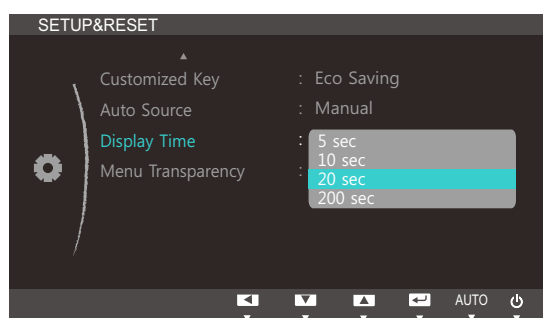 SETUP&RESET
Customized Key : Eco Saving
Auto Source : Manual
Display Time : 5 sec
10 sec
Menu Transparency : 20 sec
200 sec
AUTO